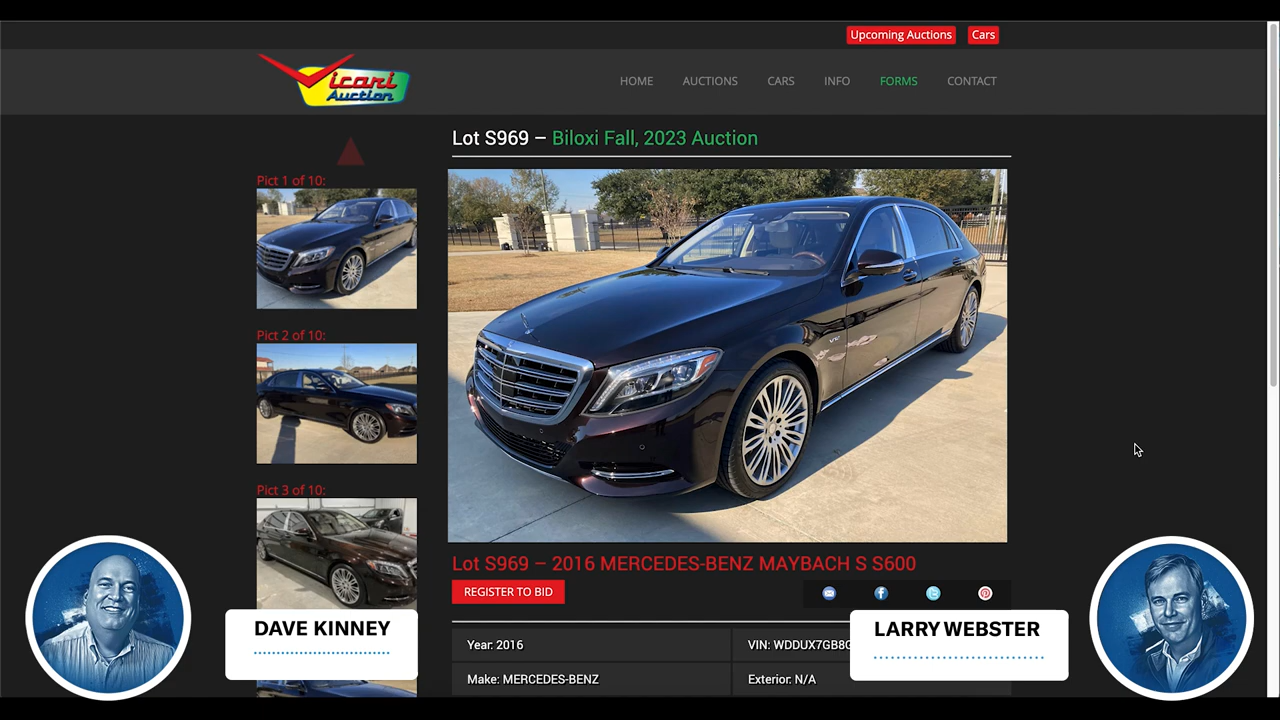 Upcoming Auctions Cars
Vicari
Auction
HOME AUCTIONS CARS INFO FORMS CONTACT
Lot S969 – Biloxi Fall, 2023 Auction
Pict 1 of 10:
Pict 2 of 10:
Pict 3 of 10:
Lot S969 – 2016 MERCEDES-BENZ MAYBACH S S600
REGISTER TO BID
DAVE KINNEY
LARRY WEBSTER
Year: 2016
VIN: WDDUX7GB8G
Make: MERCEDES-BENZ
Exterior: N/A